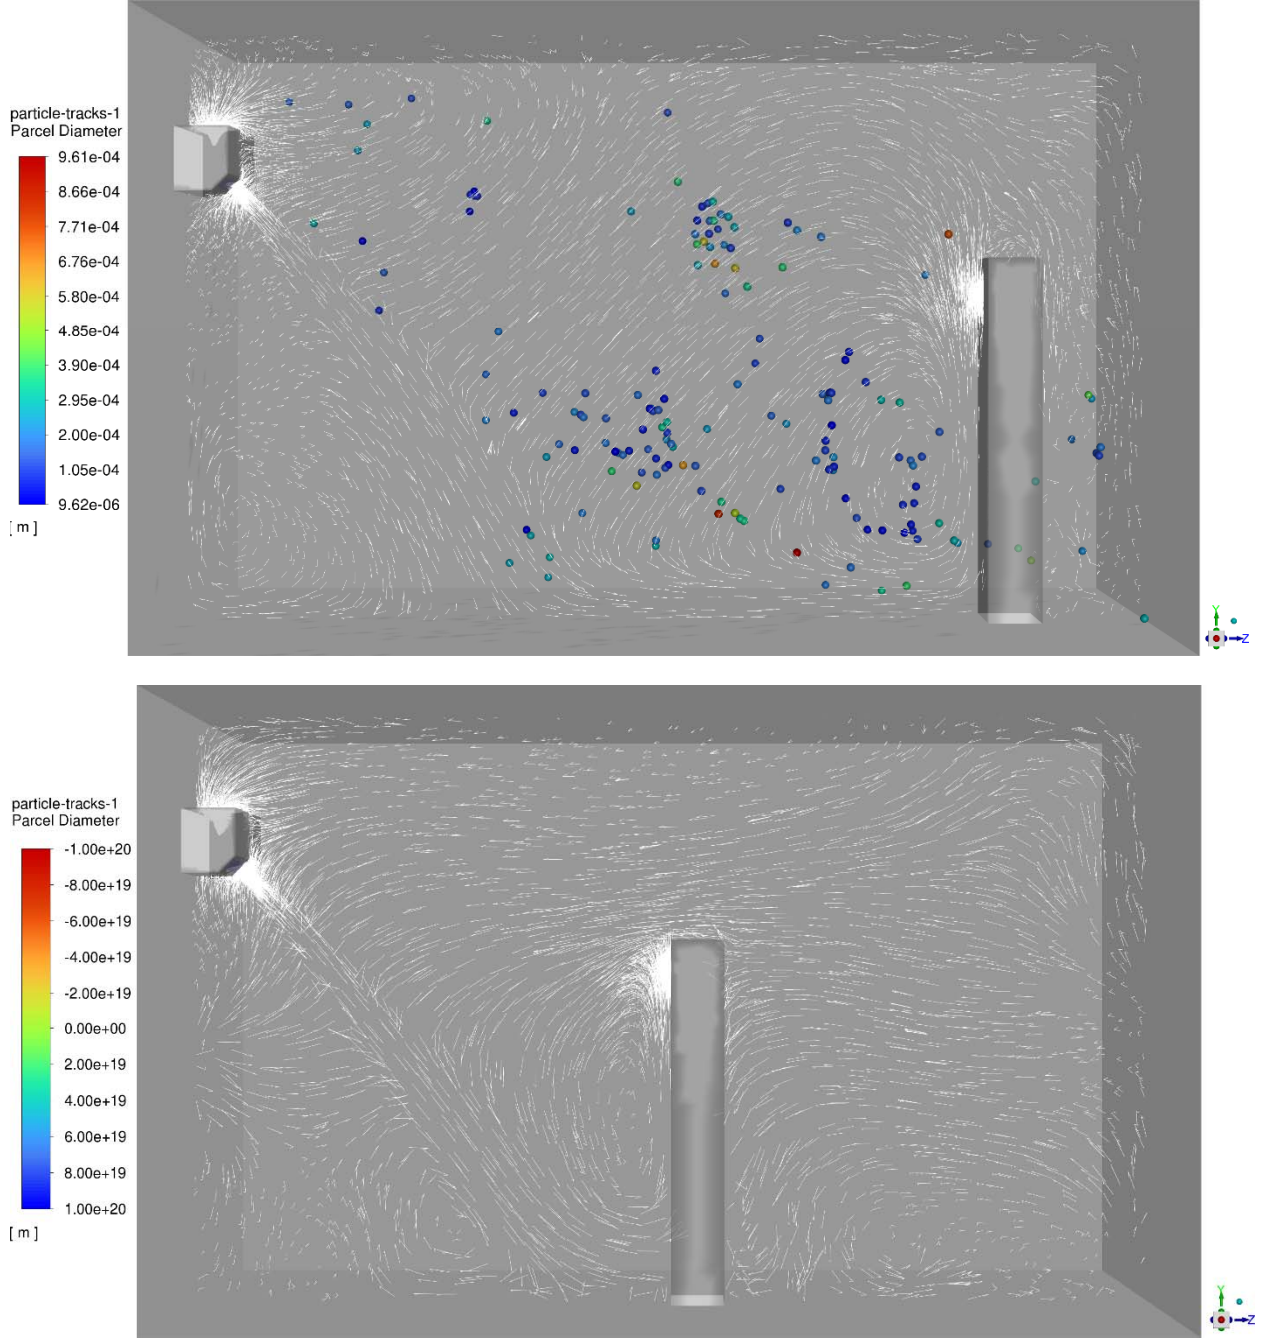 particle-tracks-1
Parcel Diameter
9.61e-04
8.66e-04
7.71e-04
6.76e-04
5.80e-04
4.85e-04
3.90e-04
2.95e-04
2.00e-04
1.05e-04
9.62e-06
[ m ]
Y
Z
particle-tracks-1
Parcel Diameter
-1.00e+20
-8.00e+19
-6.00e+19
-4.00e+19
-2.00e+19
0.00e+00
2.00e+19
4.00e+19
6.00e+19
8.00e+19
1.00e+20
[ m ]
Y
Z